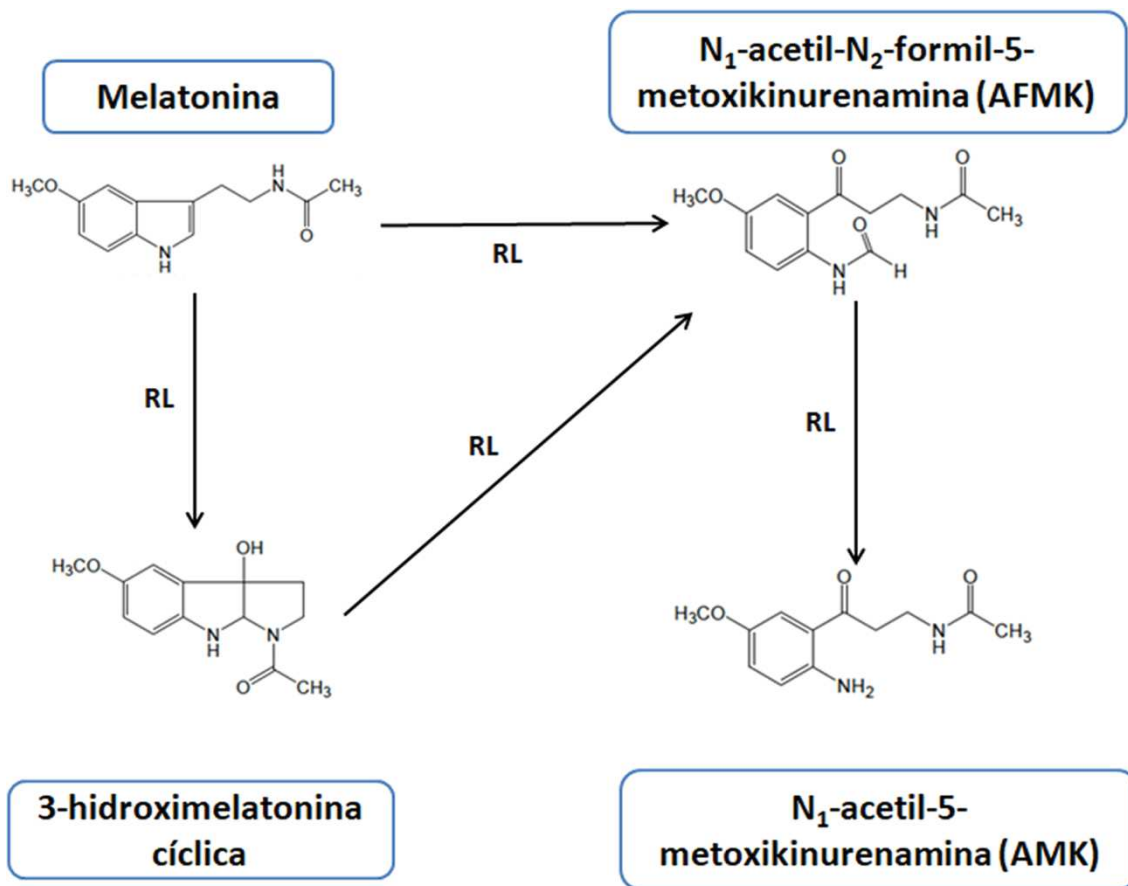 Melatonina
N₁-acetil-N₂-formil-5-
metoxikinurenamina (AFMK)
H₃CO
H
N
CH₃
O
N
H
H₃CO
O
O
O
N
H
CH₃
N
H
H
RL
RL
RL
RL
H₃CO
OH
N
H
N
O
CH₃
H₃CO
O
O
N
H
CH₃
NH₂
3-hidroximelatonina
cíclica
N₁-acetil-5-
metoxikinurenamina (AMK)